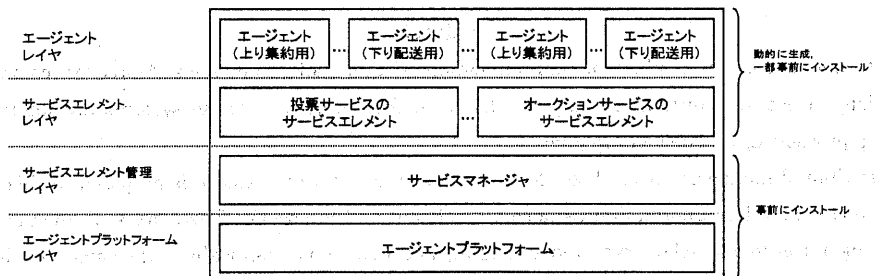 エージェント
レイヤ
エージェント
(上り集約用)
…
エージェント
(下り配送用)
…
エージェント
(上り集約用)
…
エージェント
(下り配送用)
動的に生成,
一部事前にインストール
サービスエレメント
レイヤ
投票サービスの
サービスエレメント
…
オークションサービスの
サービスエレメント
サービスエレメント管理
レイヤ
サービスマネージャ
事前にインストール
エージェントプラットフォーム
レイヤ
エージェントプラットフォーム